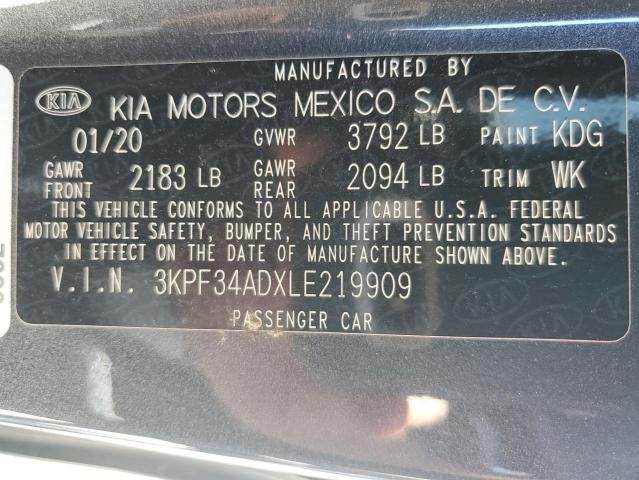 MANUFACTURED BY
KIA KIA MOTORS MEXICO S.A. DE C.V.
01/20 GVWR 3792 LB PAINT KDG
GAWR FRONT 2183 LB GAWR REAR 2094 LB TRIM WK
THIS VEHICLE CONFORMS TO ALL APPLICABLE U.S.A. FEDERAL
MOTOR VEHICLE SAFETY, BUMPER, AND THEFT PREVENTION STANDARDS
IN EFFECT ON THE DATE OF MANUFACTURE SHOWN ABOVE.
V.I.N. 3KPF34ADXLE219909
PASSENGER CAR